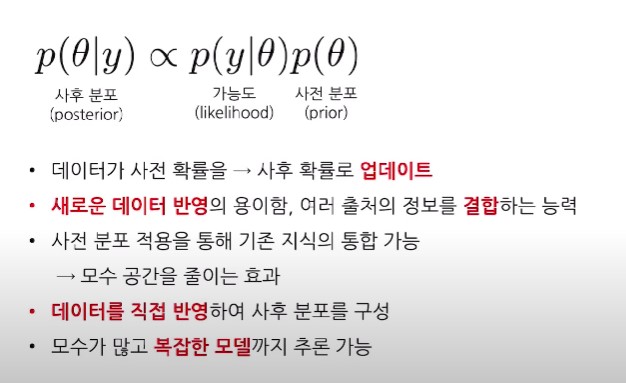 p(θ|y) ∝ p(y|θ)p(θ)
사후 분포 가능도 사전 분포
(posterior) (likelihood) (prior)
• 데이터가 사전 확률을 → 사후 확률로 업데이트
• 새로운 데이터 반영의 용이함, 여러 출처의 정보를 결합하는 능력
• 사전 분포 적용을 통해 기존 지식의 통합 가능
→ 모수 공간을 줄이는 효과
• 데이터를 직접 반영하여 사후 분포를 구성
• 모수가 많고 복잡한 모델까지 추론 가능